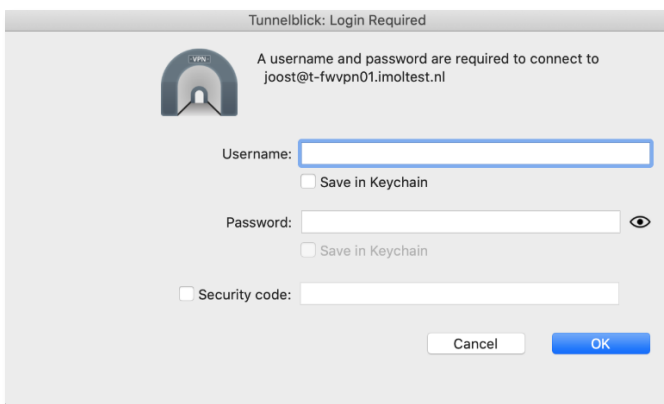 Tunnelblick: Login Required
VPN
A username and password are required to connect to
joost@t-fwvpn01.imoltest.nl
Username:
Save in Keychain
Password:
Save in Keychain
Security code:
Cancel OK